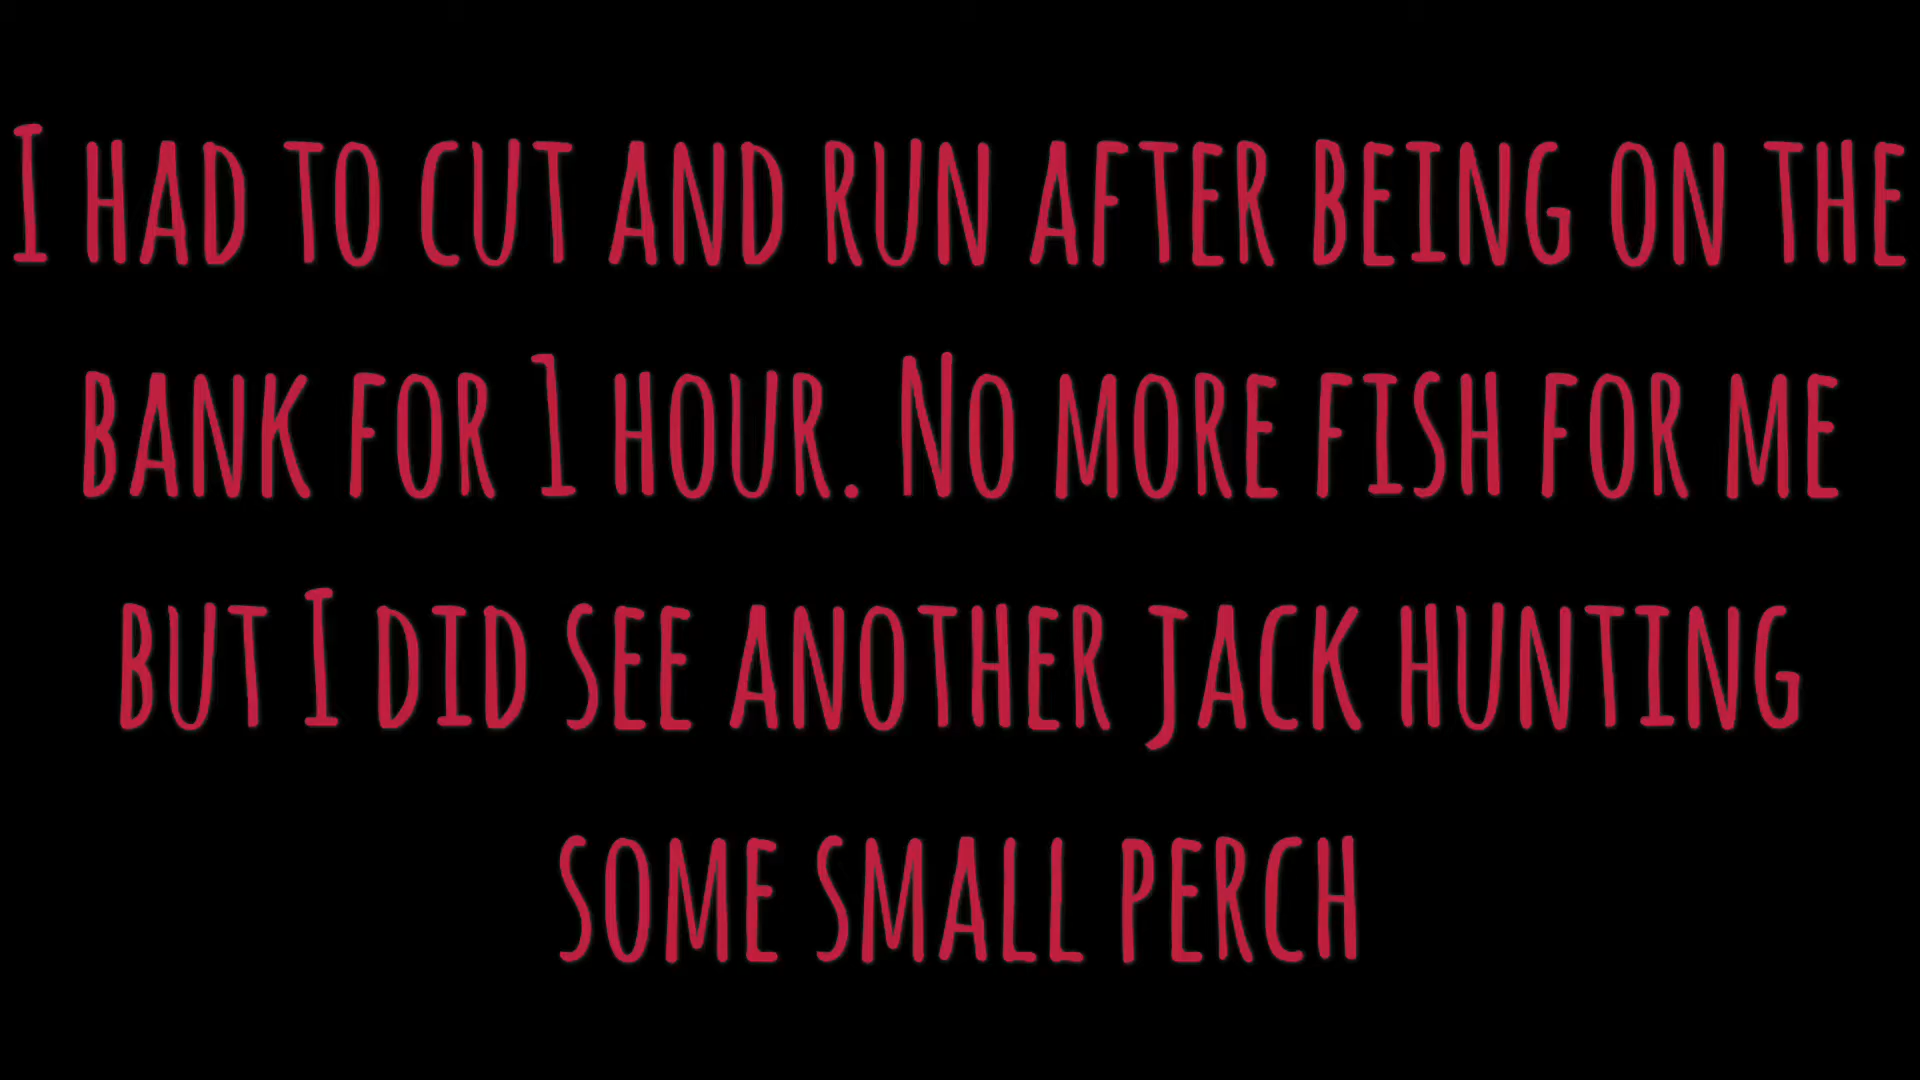 I had to cut and run after being on the
bank for 1 hour. No more fish for me
but I did see another jack hunting
some small perch